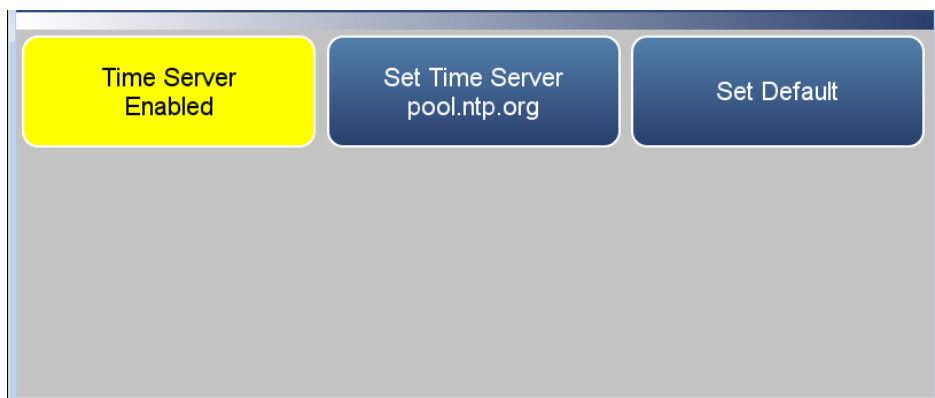 Time Server
Enabled
Set Time Server
pool.ntp.org
Set Default